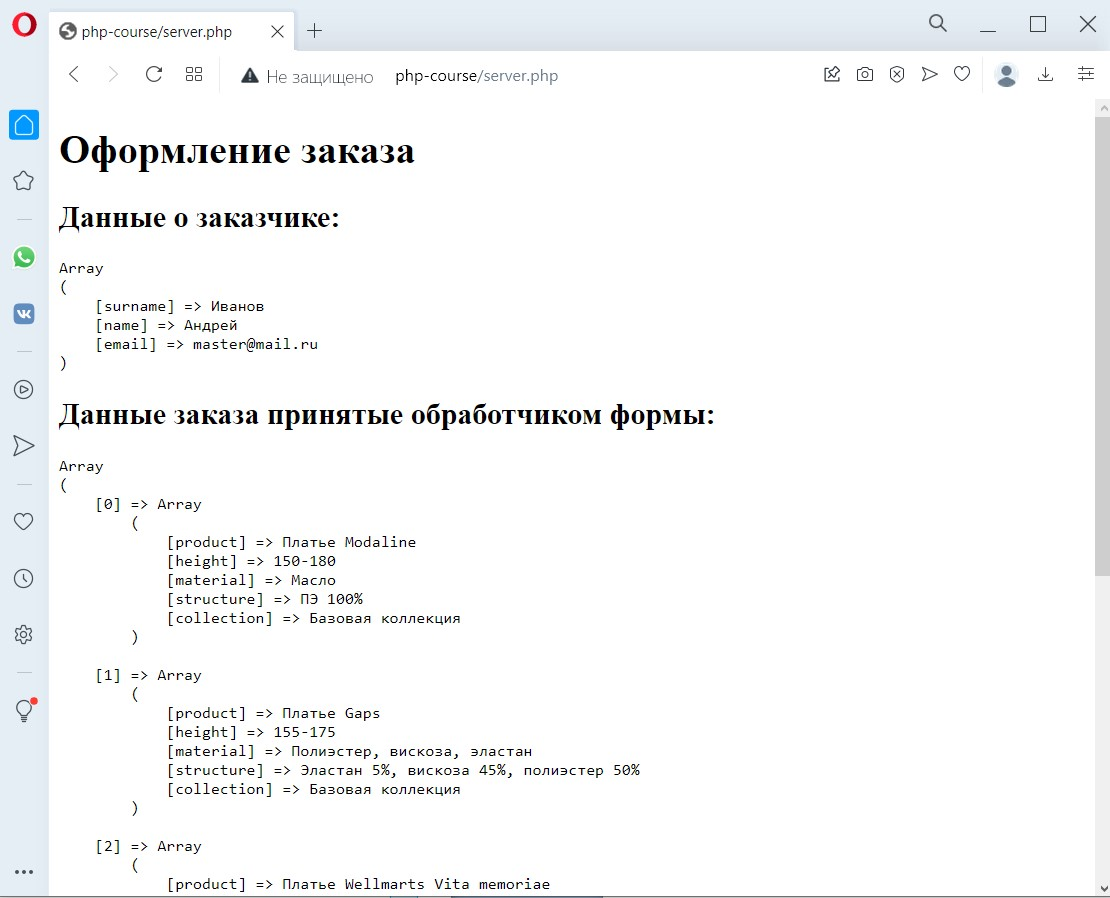 php-course/server.php
Не защищено php-course/server.php
Оформление заказа
Данные о заказчике:
Array
(
    [surname] => Иванов
    [name] => Андрей
    [email] => master@mail.ru
)
Данные заказа принятые обработчиком формы:
Array
(
    [0] => Array
        (
            [product] => Платье Modaline
            [height] => 150-180
            [material] => Масло
            [structure] => ПЭ 100%
            [collection] => Базовая коллекция
        )
    [1] => Array
        (
            [product] => Платье Gaps
            [height] => 155-175
            [material] => Полиэстер, вискоза, эластан
            [structure] => Эластан 5%, вискоза 45%, полиэстер 50%
            [collection] => Базовая коллекция
        )
    [2] => Array
        (
            [product] => Платье Wellmarts Vita memoriae